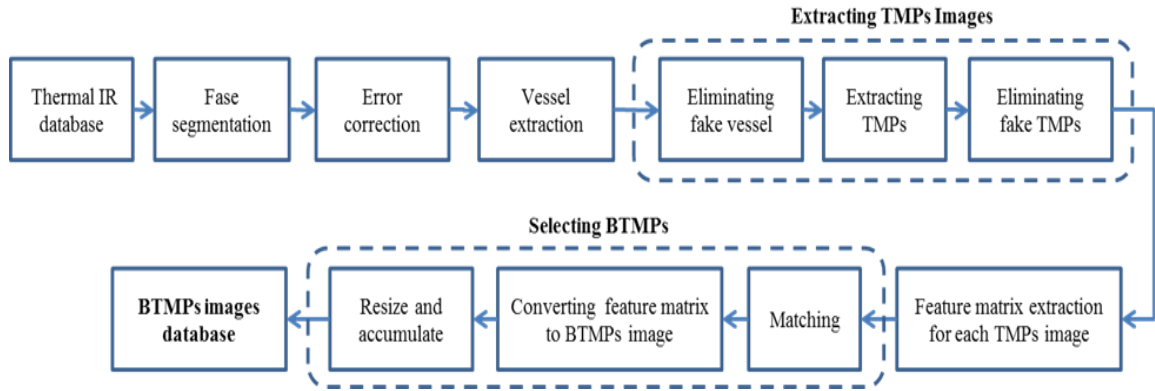 Extracting TMPs Images
Thermal IR
database
Fase
segmentation
Error
correction
Vessel
extraction
Eliminating
fake vessel
Extracting
TMPs
Eliminating
fake TMPs
Selecting BTMPs
BTMPs images
database
Resize and
accumulate
Converting feature matrix
to BTMPs image
Matching
Feature matrix extraction
for each TMPs image